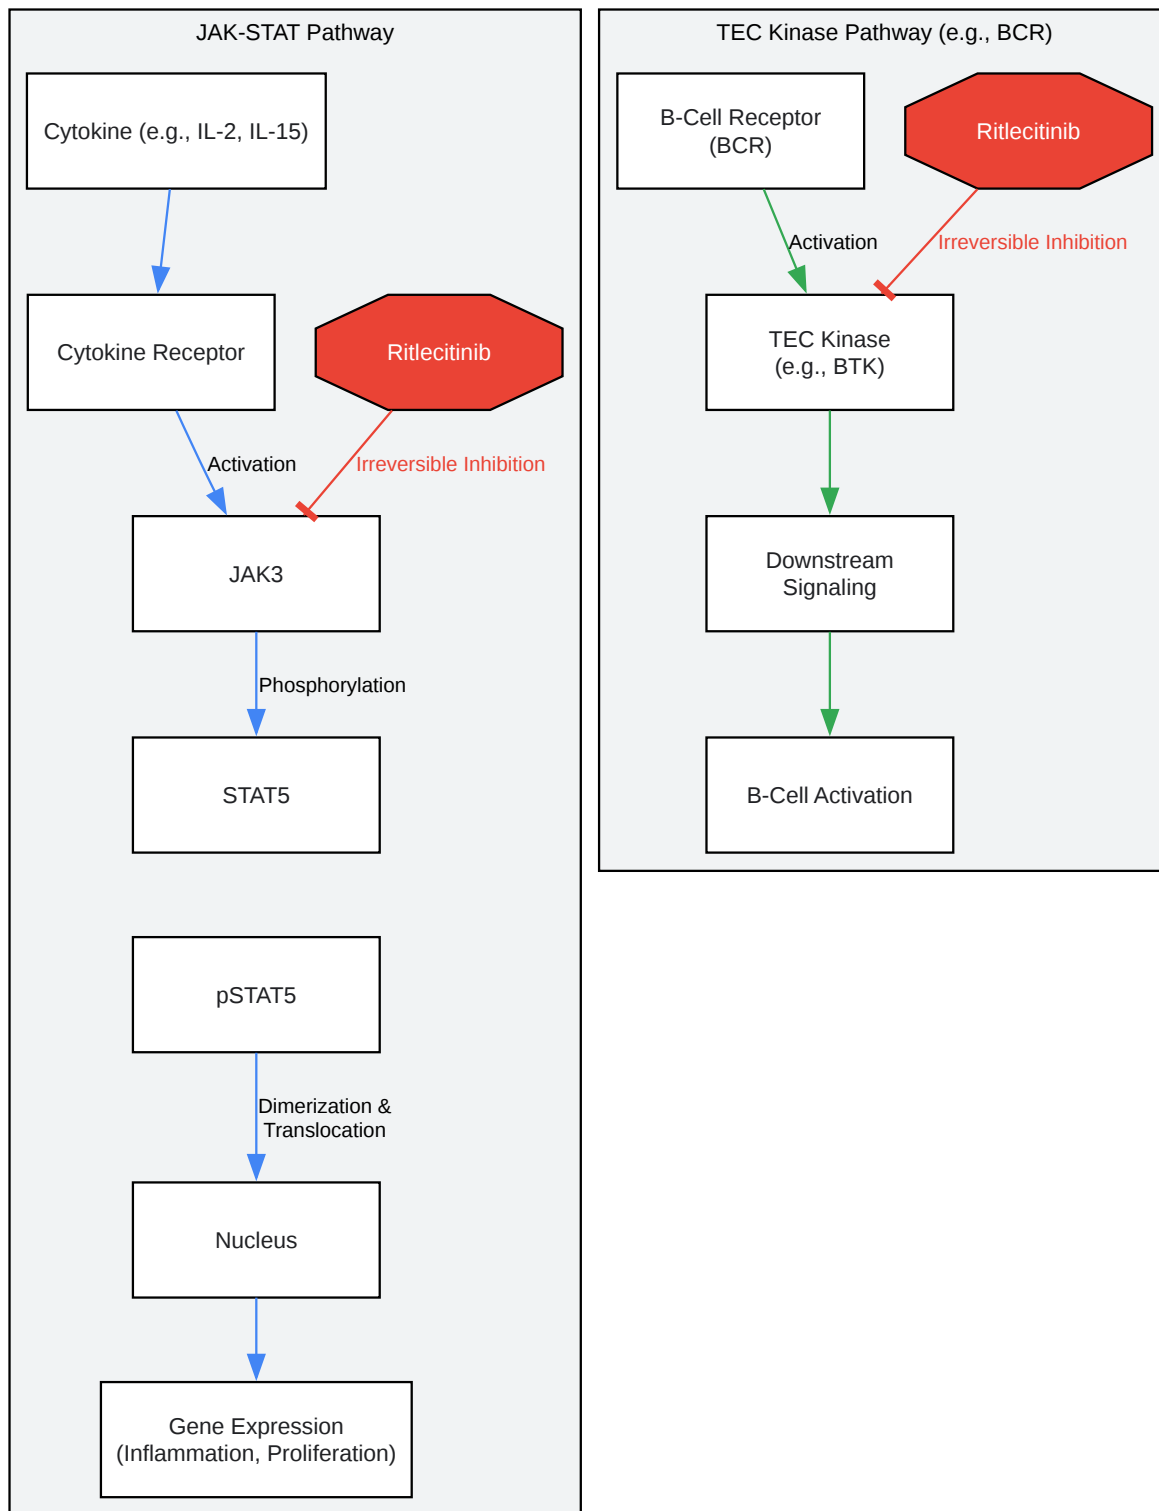 JAK-STAT Pathway
Cytokine (e.g., IL-2, IL-15)
Cytokine Receptor
Ritlecitinib
Activation
Irreversible Inhibition
JAK3
Phosphorylation
STAT5
pSTAT5
Dimerization &
Translocation
Nucleus
Gene Expression
(Inflammation, Proliferation)
TEC Kinase Pathway (e.g., BCR)
B-Cell Receptor
(BCR)
Ritlecitinib
Activation
Irreversible Inhibition
TEC Kinase
(e.g., BTK)
Downstream
Signaling
B-Cell Activation